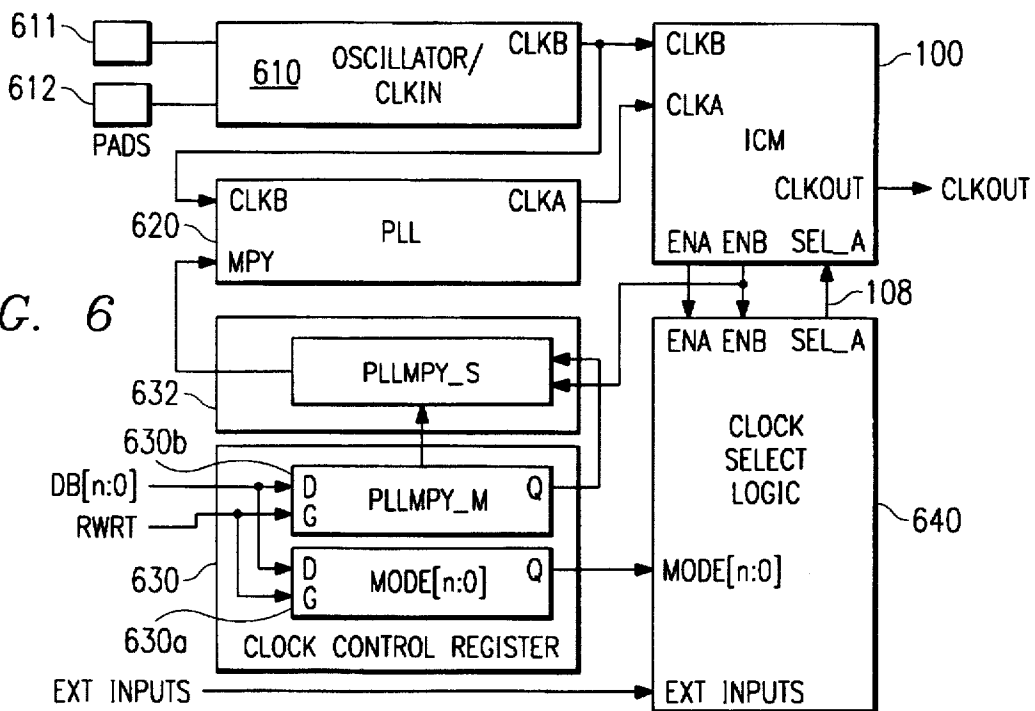 611
612
PADS
610
OSCILLATOR/
CLKIN
CLKB
CLKB
CLKA
ICM
CLKOUT
CLKOUT
ENA ENB SEL_A
100
CLKB
CLKA
PLL
MPY
620
G. 6
108
PLLMPY_S
632
630b
DB[n:0]
RWRT
D
G
PLLMPY_M
Q
D
G
MODE[n:0]
Q
630
630a
CLOCK CONTROL REGISTER
ENA ENB SEL_A
CLOCK
SELECT
LOGIC
640
MODE[n:0]
EXT INPUTS
EXT INPUTS